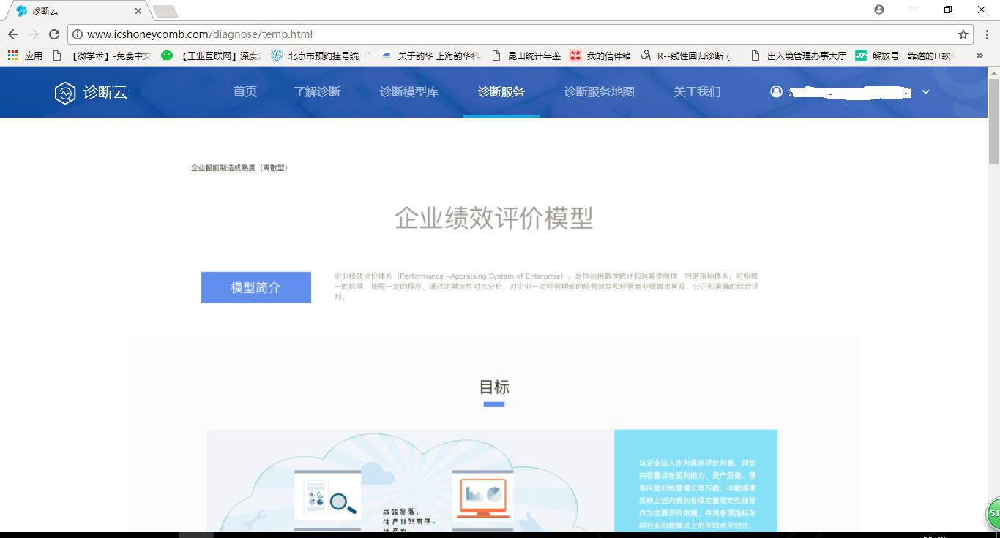 诊断云
www.icshoneycomb.com/diagnose/temp.html
应用
【微学术】-免费中文
【工业互联网】深度
北京市预约挂号统一
关于韵华 上海韵华科
昆山统计年鉴
我的信件箱
R--线性回归诊断（一
出入境管理办事大厅
解放号，靠谱的IT软
»
诊断云
首页
了解诊断
诊断模型库
诊断服务
诊断服务地图
关于我们
企业智能制造成熟度（离散型）
企业绩效评价模型
模型简介
企业绩效评价体系（Performance –Appraising System of Enterprise），是指运用数理统计和运筹学原理，特定指标体系，对照统
一的标准，按照一定的程序，通过定量定性对比分析，对企业一定经营期间的经营效益和经营者业绩做出客观、公正和准确的综合评
判。
目标
成效显著、
生产井然有序、
生产力
以企业法人作为具体评价对象，评价
内容重点在盈利能力、资产质量、债
务风险和经营增长等方面，以能准确
反映上述内容的各项定量和定性指标
作为主要评价依据，并将各项指标与
同行业和规模以上的平均水平对比，
51